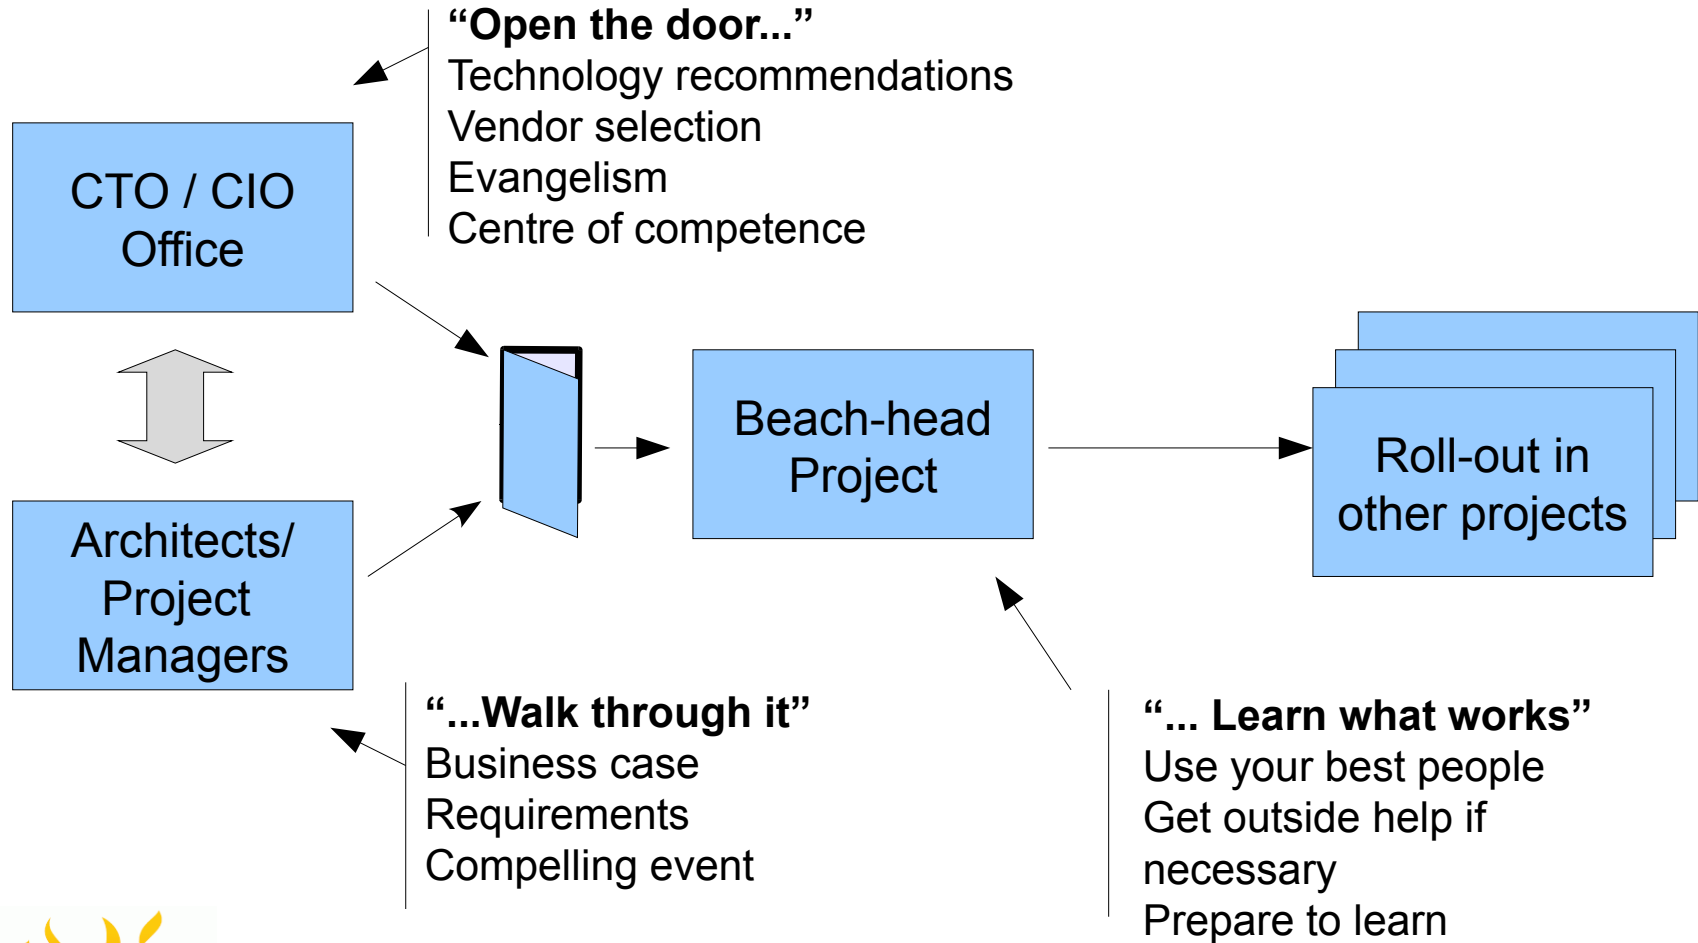 “Open the door...”
Technology recommendations
Vendor selection
Evangelism
Centre of competence
CTO / CIO
Office
Architects/
Project
Managers
Beach-head
Project
Roll-out in
other projects
“...Walk through it”
Business case
Requirements
Compelling event
“... Learn what works”
Use your best people
Get outside help if
necessary
Prepare to learn